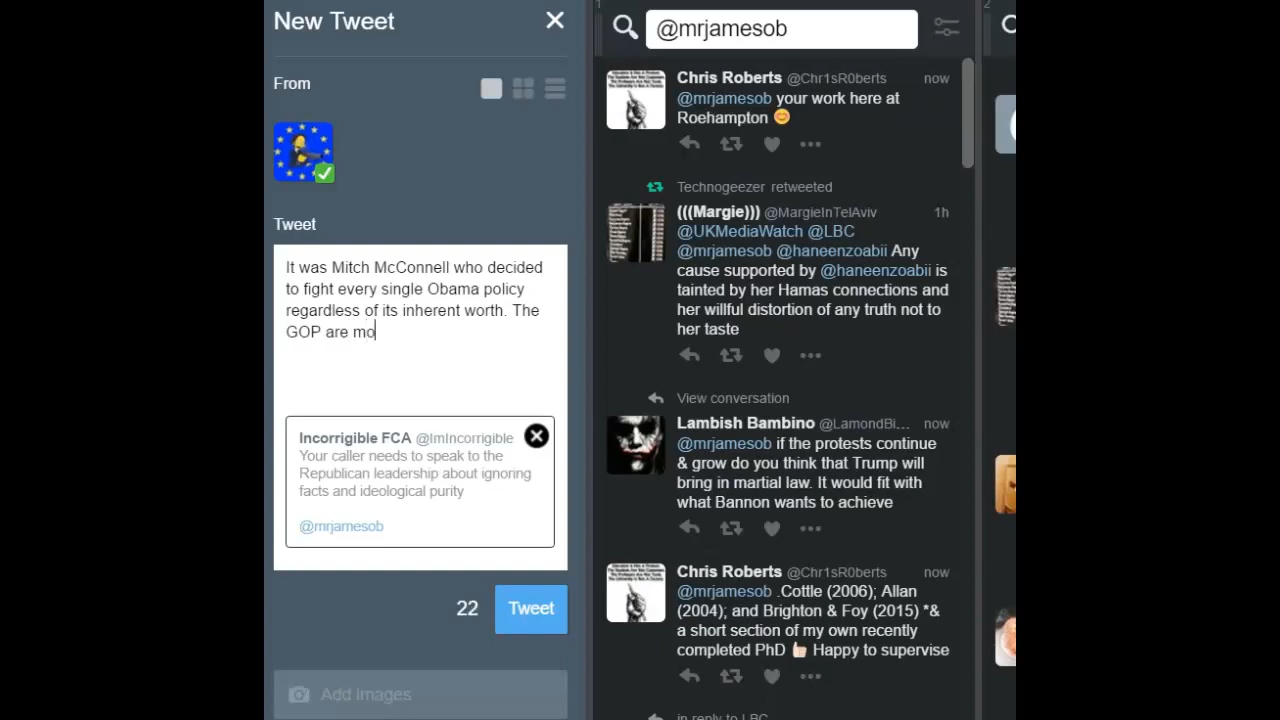 New Tweet
From
Tweet
It was Mitch McConnell who decided
to fight every single Obama policy
regardless of its inherent worth. The
GOP are mo
Incorrigible FCA @ImIncorrigible
Your caller needs to speak to the
Republican leadership about ignoring
facts and ideological purity
@mrjamesob
22
Tweet
Add images
1
@mrjamesob
Chris Roberts @Chr1sR0berts now
@mrjamesob your work here at
Roehampton 😊
Technogeezer retweeted
(((Margie))) @MargieInTelAviv 1h
@UKMediaWatch @LBC
@mrjamesob @haneenzoabii Any
cause supported by @haneenzoabii is
tainted by her Hamas connections and
her willful distortion of any truth not to
her taste
View conversation
Lambish Bambino @LamondBi... now
@mrjamesob if the protests continue
& grow do you think that Trump will
bring in martial law. It would fit with
what Bannon wants to achieve
Chris Roberts @Chr1sR0berts now
@mrjamesob .Cottle (2006); Allan
(2004); and Brighton & Foy (2015) *&
a short section of my own recently
completed PhD 👍🏻 Happy to supervise
in reply to LBC
2